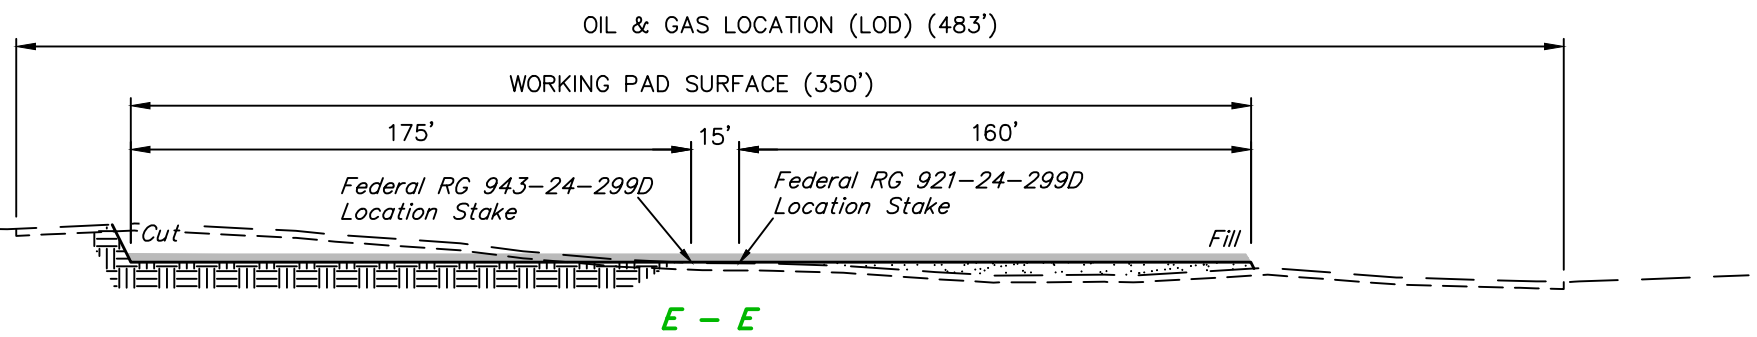 OIL & GAS LOCATION (LOD) (483')
WORKING PAD SURFACE (350')
175'
15'
160'
Federal RG 943-24-299D
Location Stake
Federal RG 921-24-299D
Location Stake
Cut
Fill
E - E